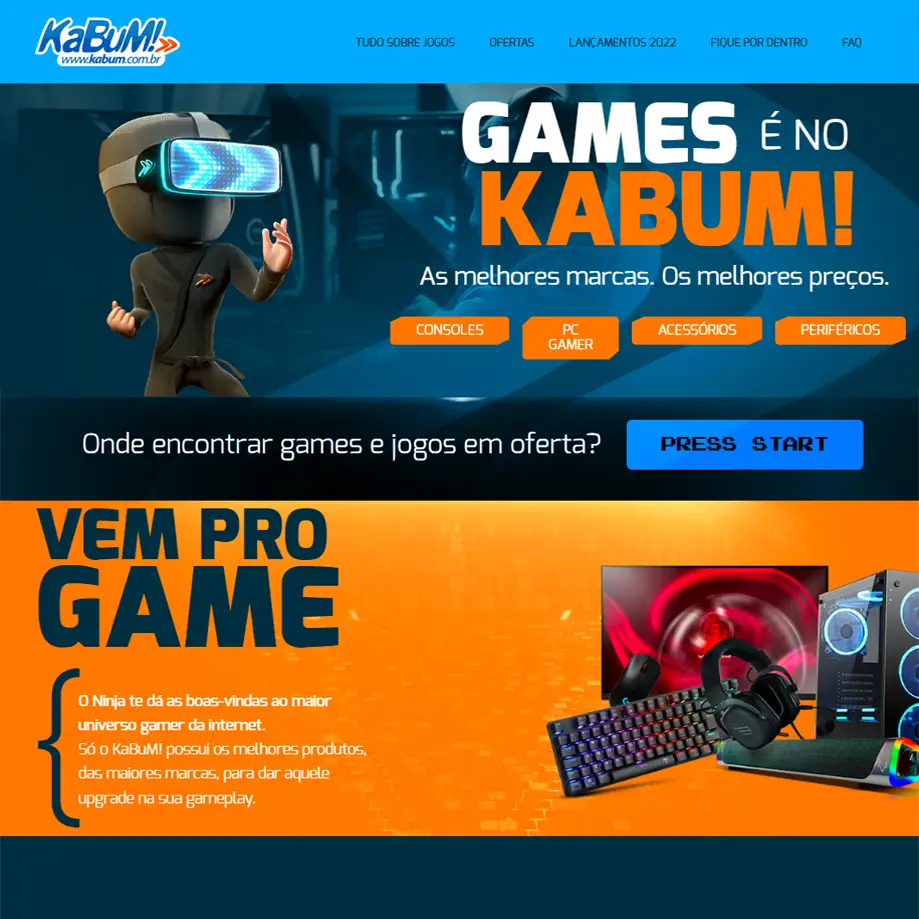 KaBuM!
www.kabum.com.br
TUDO SOBRE JOGOS
OFERTAS
LANÇAMENTOS 2022
FIQUE POR DENTRO
FAQ
GAMES É NO
KABUM!
As melhores marcas. Os melhores preços.
CONSOLES
PC
GAMER
ACESSÓRIOS
PERIFÉRICOS
Onde encontrar games e jogos em oferta?
PRESS START
VEM PRO
GAME
O Ninja te dá as boas-vindas ao maior
universo gamer da internet.
Só o KaBuM! possui os melhores produtos,
das maiores marcas, para dar aquele
upgrade na sua gameplay.